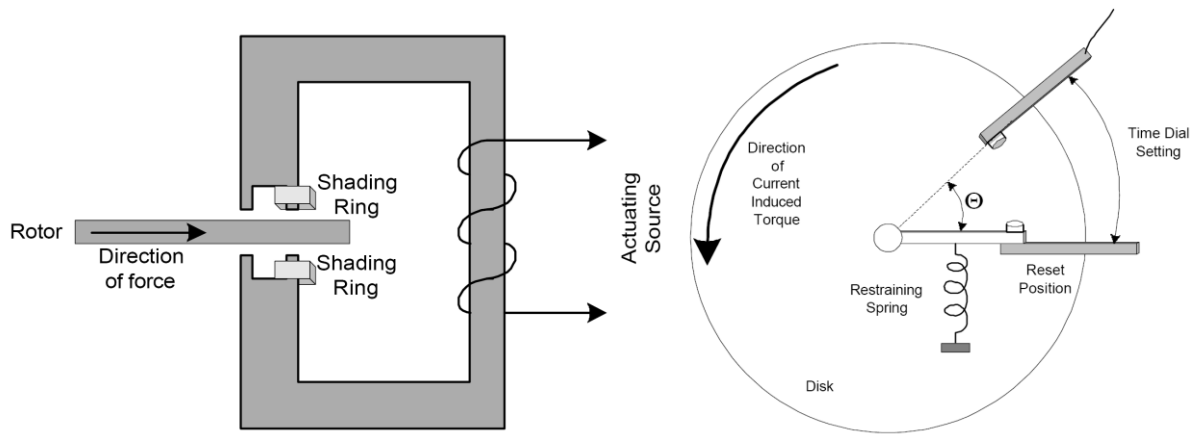 Shading
Ring
Rotor
Direction
of force
Shading
Ring
Actuating
Source
Direction
of
Current
Induced
Torque
Time Dial
Setting
Θ
Restraining
Spring
Reset
Position
Disk